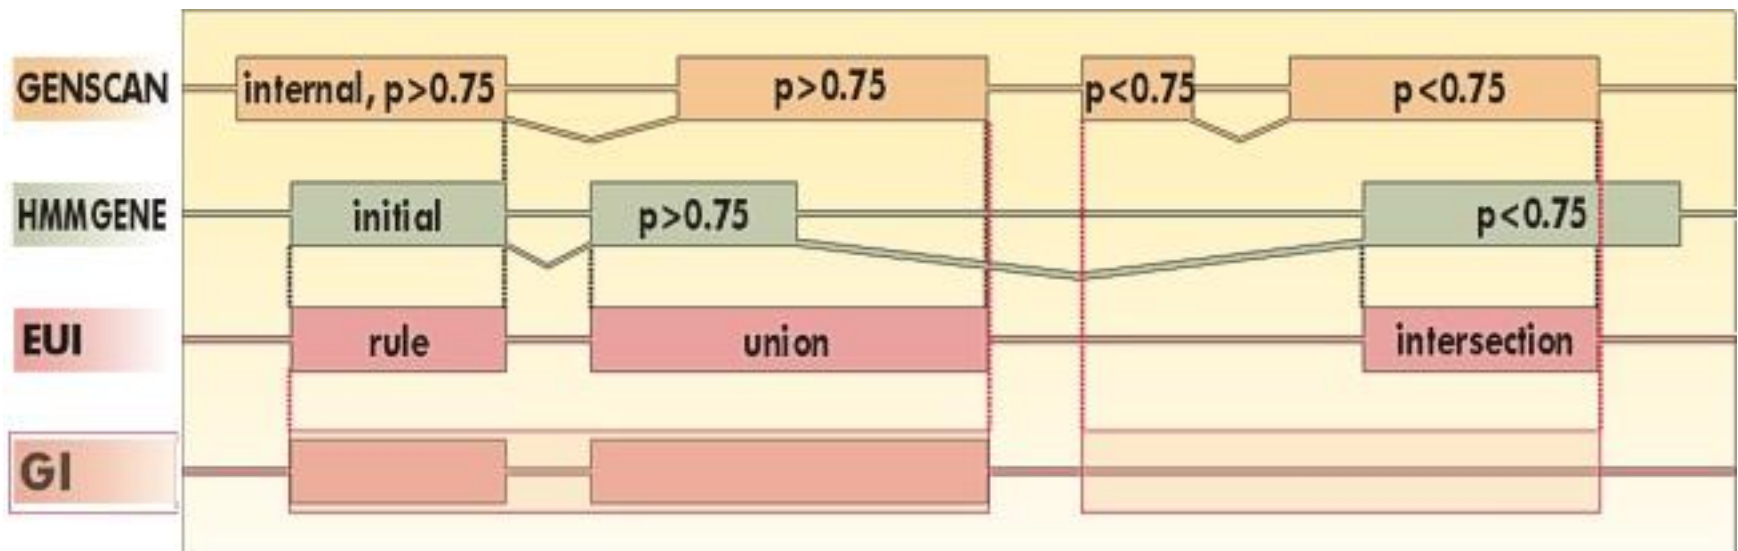 GENSCAN internal, p>0.75 p>0.75 p<0.75 p<0.75
HMMGENE initial p>0.75 p<0.75
EUI rule union intersection
GI